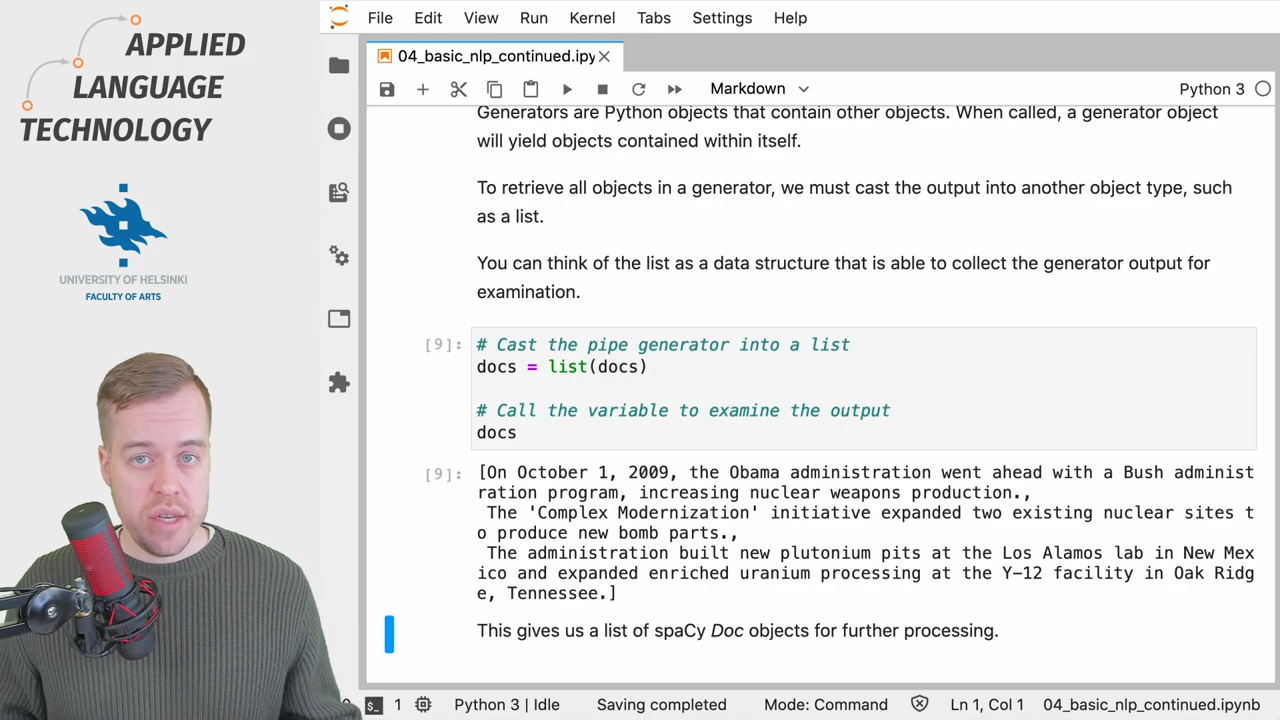 APPLIED
LANGUAGE
TECHNOLOGY
UNIVERSITY OF HELSINKI
FACULTY OF ARTS
File Edit View Run Kernel Tabs Settings Help
04_basic_nlp_continued.ipy
Markdown
Python 3
Generators are Python objects that contain other objects. When called, a generator object
will yield objects contained within itself.
To retrieve all objects in a generator, we must cast the output into another object type, such
as a list.
You can think of the list as a data structure that is able to collect the generator output for
examination.
[9]: # Cast the pipe generator into a list
docs = list(docs)
# Call the variable to examine the output
docs
[9]: [On October 1, 2009, the Obama administration went ahead with a Bush administ
ration program, increasing nuclear weapons production.,
The 'Complex Modernization' initiative expanded two existing nuclear sites t
o produce new bomb parts.,
The administration built new plutonium pits at the Los Alamos lab in New Mex
ico and expanded enriched uranium processing at the Y-12 facility in Oak Ridg
e, Tennessee.]
This gives us a list of spaCy Doc objects for further processing.
1 Python 3 | Idle Saving completed Mode: Command Ln 1, Col 1 04_basic_nlp_continued.ipynb